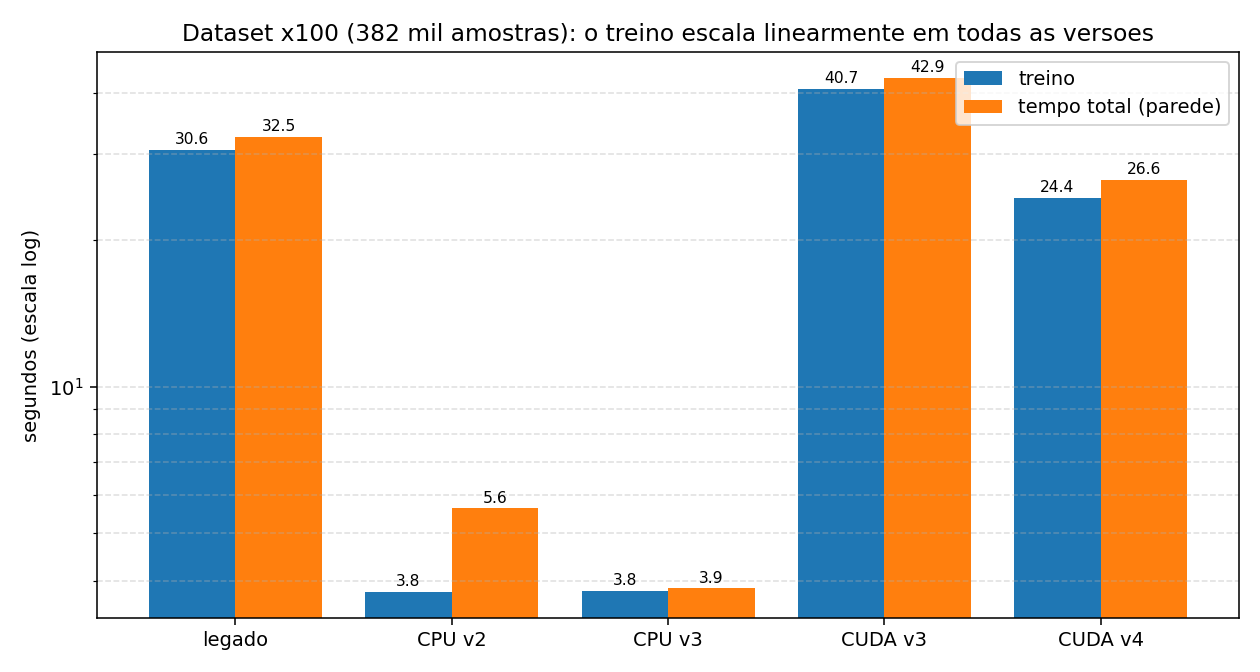 Dataset x100 (382 mil amostras): o treino escala linearmente em todas as versoes
treino
tempo total (parede)
segundos (escala log)
10¹
30.6
32.5
3.8
5.6
3.8
3.9
40.7
42.9
24.4
26.6
legado
CPU v2
CPU v3
CUDA v3
CUDA v4